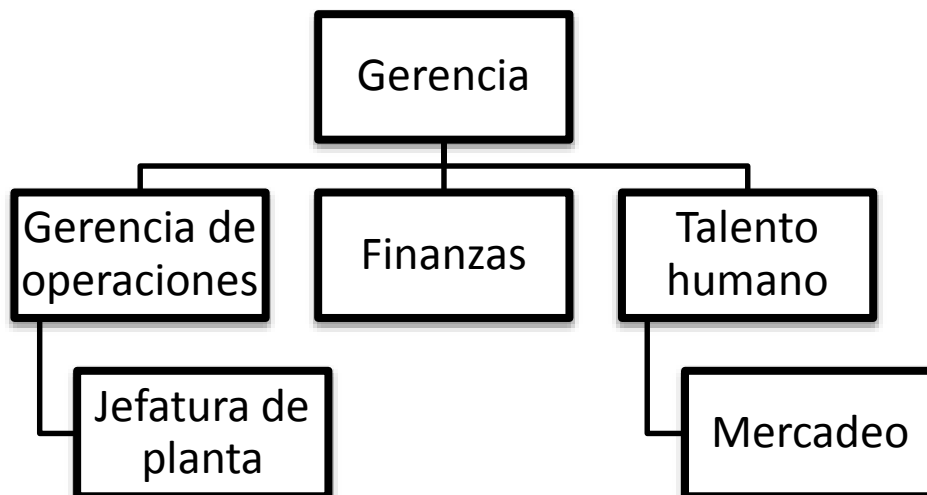 Gerencia
Gerencia de
operaciones
Finanzas
Talento
humano
Jefatura de
planta
Mercadeo